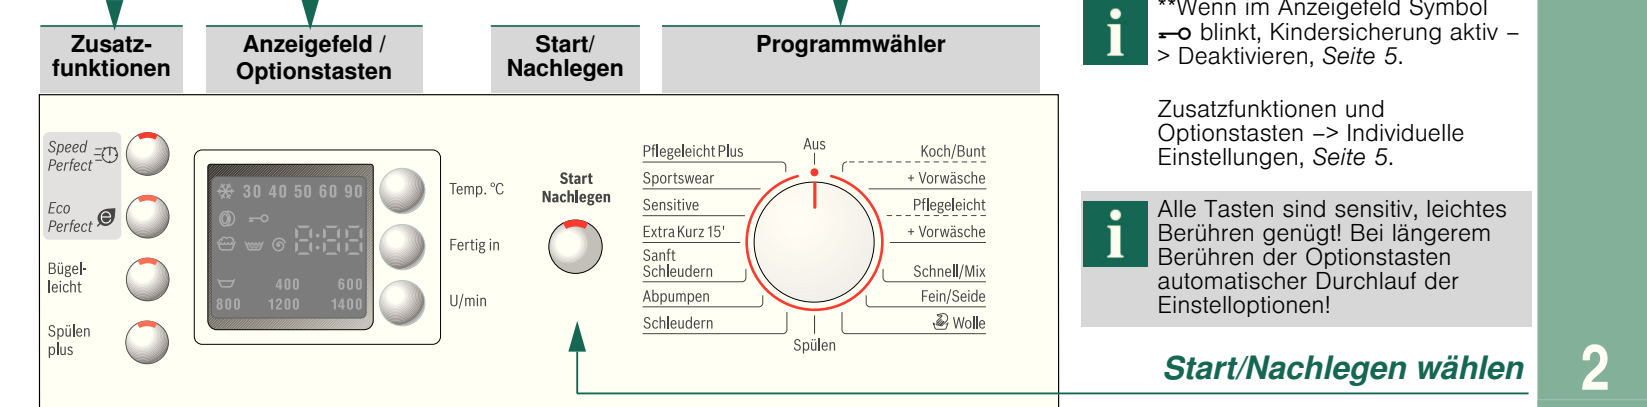 Zusatz-
funktionen
Anzeigefeld /
Optionstasten
Start/
Nachlegen
Programmwähler
Speed
Perfect
Eco
Perfect
Bügel-
leicht
Spülen
plus
30 40 50 60 90
8:88
400 600
800 1200 1400
Temp. °C
Fertig in
U/min
Start
Nachlegen
Pflegeleicht Plus
Sportswear
Sensitive
Extra Kurz 15'
Sanft
Schleudern
Abpumpen
Schleudern
Aus
Spülen
Koch/Bunt
+ Vorwäsche
Pflegeleicht
+ Vorwäsche
Schnell/Mix
Fein/Seide
Wolle
**Wenn im Anzeigefeld Symbol
blinkt, Kindersicherung aktiv –
> Deaktivieren, Seite 5.
Zusatzfunktionen und
Optionstasten –> Individuelle
Einstellungen, Seite 5.
i
i
Alle Tasten sind sensitiv, leichtes
Berühren genügt! Bei längerem
Berühren der Optionstasten
automatischer Durchlauf der
Einstelloptionen!
Start/Nachlegen wählen
2